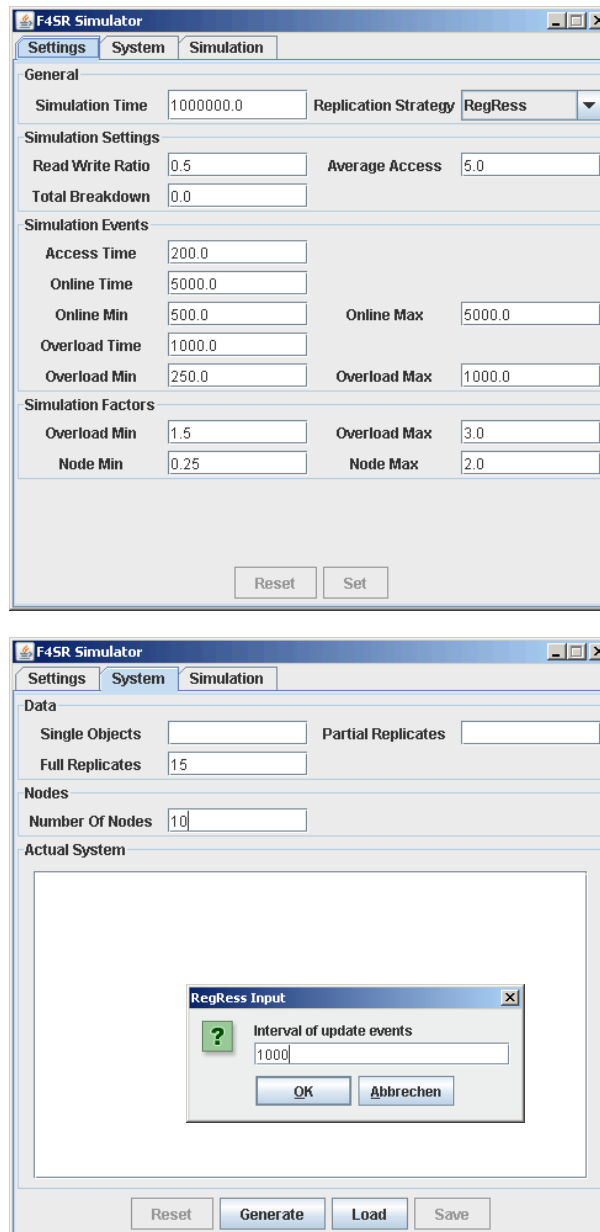 F4SR Simulator
Settings System Simulation
General
Simulation Time 1000000.0 Replication Strategy RegRess
Simulation Settings
Read Write Ratio 0.5 Average Access 5.0
Total Breakdown 0.0
Simulation Events
Access Time 200.0
Online Time 5000.0
Online Min 500.0 Online Max 5000.0
Overload Time 1000.0
Overload Min 250.0 Overload Max 1000.0
Simulation Factors
Overload Min 1.5 Overload Max 3.0
Node Min 0.25 Node Max 2.0
Reset Set
F4SR Simulator
Settings System Simulation
Data
Single Objects Partial Replicates
Full Replicates 15
Nodes
Number Of Nodes 10
Actual System
RegRess Input
Interval of update events
1000
OK Abbrechen
Reset Generate Load Save